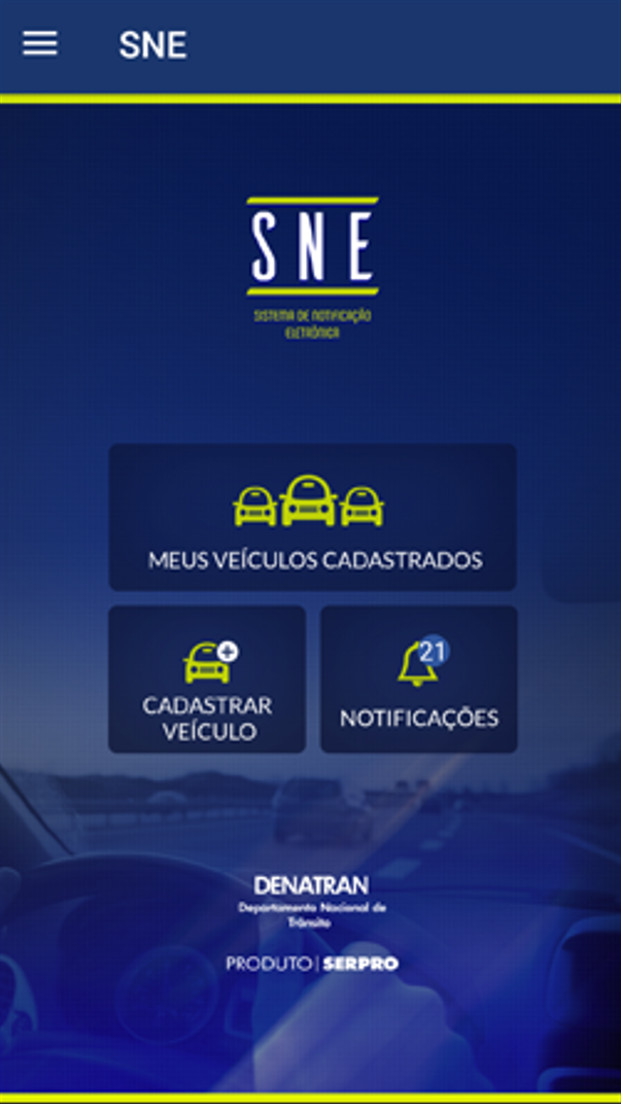 SNE
SNE
SISTEMA DE NOTIFICAÇÃO
ELETRÔNICA
MEUS VEÍCULOS CADASTRADOS
CADASTRAR
VEÍCULO
21
NOTIFICAÇÕES
DENATRAN
Departamento Nacional de
Trânsito
PRODUTO | SERPRO